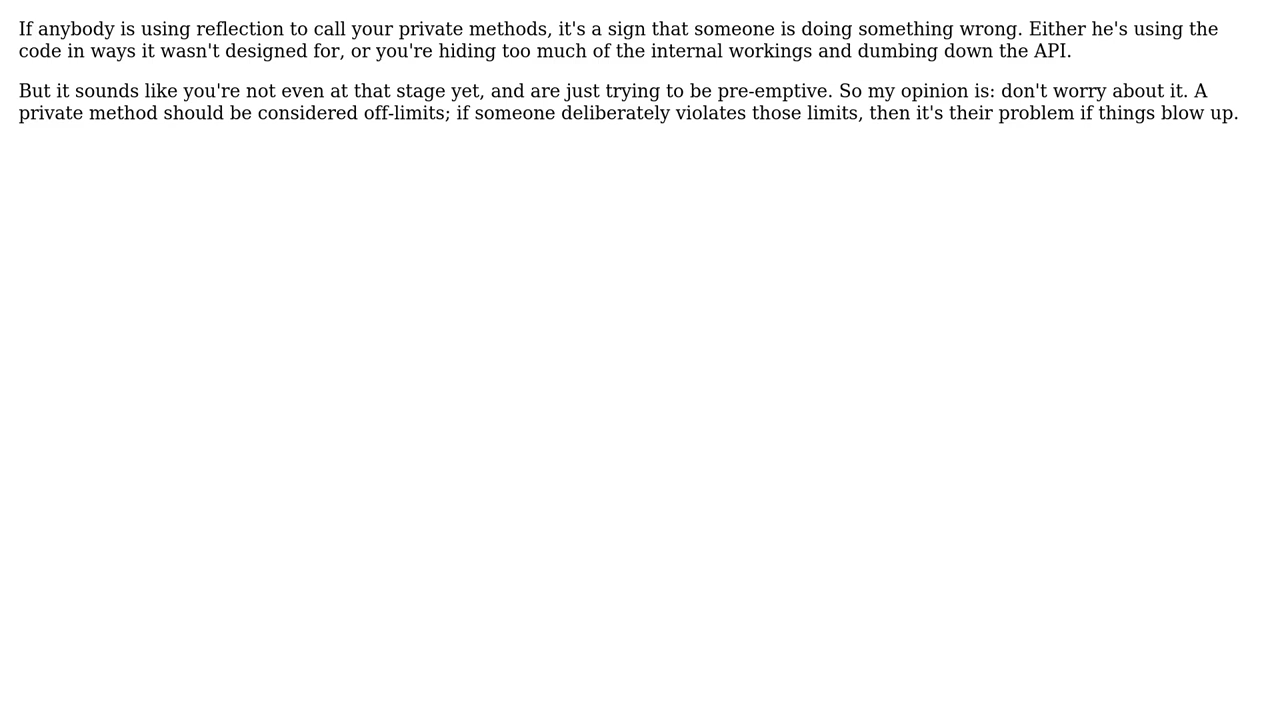 If anybody is using reflection to call your private methods, it's a sign that someone is doing something wrong. Either he's using the
code in ways it wasn't designed for, or you're hiding too much of the internal workings and dumbing down the API.
But it sounds like you're not even at that stage yet, and are just trying to be pre-emptive. So my opinion is: don't worry about it. A
private method should be considered off-limits; if someone deliberately violates those limits, then it's their problem if things blow up.